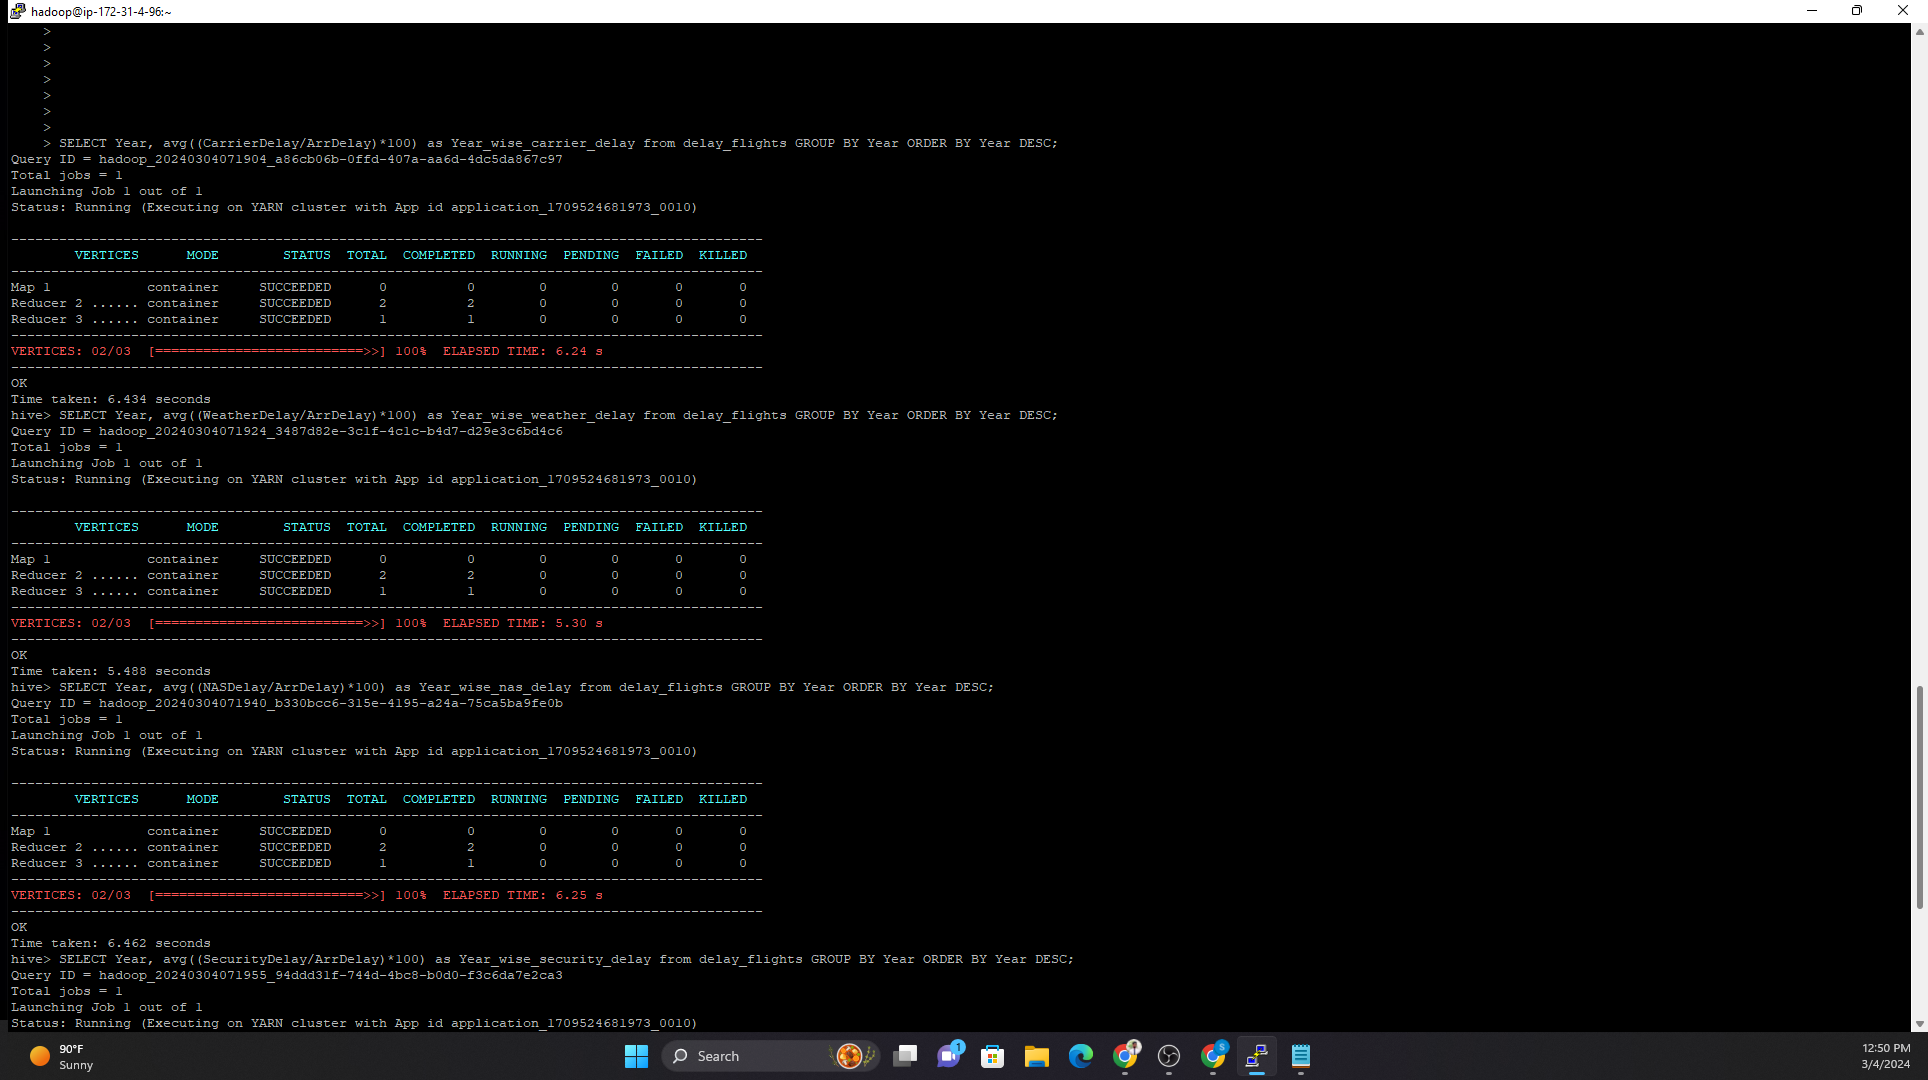 hadoop@ip-172-31-4-96:~
>
>
>
>
>
>
>
> SELECT Year, avg((CarrierDelay/ArrDelay)*100) as Year_wise_carrier_delay from delay_flights GROUP BY Year ORDER BY Year DESC;
Query ID = hadoop_20240304071904_a86cb06b-0ffd-407a-aa6d-4dc5da867c97
Total jobs = 1
Launching Job 1 out of 1
Status: Running (Executing on YARN cluster with App id application_1709524681973_0010)
----------------------------------------------------------------------------------------------
VERTICES MODE STATUS TOTAL COMPLETED RUNNING PENDING FAILED KILLED
----------------------------------------------------------------------------------------------
Map 1 container SUCCEEDED 0 0 0 0 0 0
Reducer 2 ...... container SUCCEEDED 2 2 0 0 0 0
Reducer 3 ...... container SUCCEEDED 1 1 0 0 0 0
----------------------------------------------------------------------------------------------
VERTICES: 02/03 [==========================>>] 100% ELAPSED TIME: 6.24 s
----------------------------------------------------------------------------------------------
OK
Time taken: 6.434 seconds
hive> SELECT Year, avg((WeatherDelay/ArrDelay)*100) as Year_wise_weather_delay from delay_flights GROUP BY Year ORDER BY Year DESC;
Query ID = hadoop_20240304071924_3487d82e-3c1f-4c1c-b4d7-d29e3c6bd4c6
Total jobs = 1
Launching Job 1 out of 1
Status: Running (Executing on YARN cluster with App id application_1709524681973_0010)
----------------------------------------------------------------------------------------------
VERTICES MODE STATUS TOTAL COMPLETED RUNNING PENDING FAILED KILLED
----------------------------------------------------------------------------------------------
Map 1 container SUCCEEDED 0 0 0 0 0 0
Reducer 2 ...... container SUCCEEDED 2 2 0 0 0 0
Reducer 3 ...... container SUCCEEDED 1 1 0 0 0 0
----------------------------------------------------------------------------------------------
VERTICES: 02/03 [==========================>>] 100% ELAPSED TIME: 5.30 s
----------------------------------------------------------------------------------------------
OK
Time taken: 5.488 seconds
hive> SELECT Year, avg((NASDelay/ArrDelay)*100) as Year_wise_nas_delay from delay_flights GROUP BY Year ORDER BY Year DESC;
Query ID = hadoop_20240304071940_b330bcc6-315e-4195-a24a-75ca5ba9fe0b
Total jobs = 1
Launching Job 1 out of 1
Status: Running (Executing on YARN cluster with App id application_1709524681973_0010)
----------------------------------------------------------------------------------------------
VERTICES MODE STATUS TOTAL COMPLETED RUNNING PENDING FAILED KILLED
----------------------------------------------------------------------------------------------
Map 1 container SUCCEEDED 0 0 0 0 0 0
Reducer 2 ...... container SUCCEEDED 2 2 0 0 0 0
Reducer 3 ...... container SUCCEEDED 1 1 0 0 0 0
----------------------------------------------------------------------------------------------
VERTICES: 02/03 [==========================>>] 100% ELAPSED TIME: 6.25 s
----------------------------------------------------------------------------------------------
OK
Time taken: 6.462 seconds
hive> SELECT Year, avg((SecurityDelay/ArrDelay)*100) as Year_wise_security_delay from delay_flights GROUP BY Year ORDER BY Year DESC;
Query ID = hadoop_20240304071955_94ddd31f-744d-4bc8-b0d0-f3c6da7e2ca3
Total jobs = 1
Launching Job 1 out of 1
Status: Running (Executing on YARN cluster with App id application_1709524681973_0010)
90°F
Sunny
Search
1
S
12:50 PM
3/4/2024